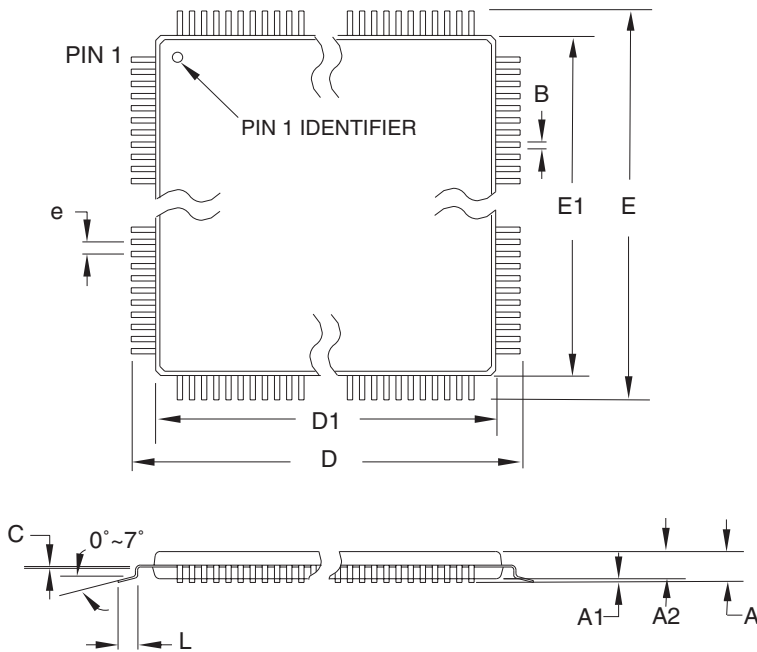 PIN 1
PIN 1 IDENTIFIER
B
e
E1
E
D1
D
C
0°~7°
L
A1
A2
A